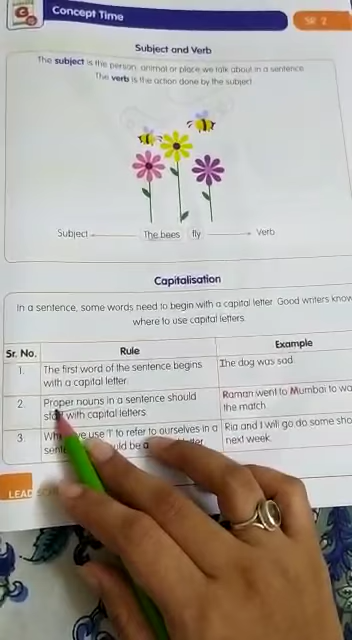 Concept Time
SR 2
Subject and Verb
The subject is the person, animal or place we talk about in a sentence.
The verb is the action done by the subject.
Subject The bees fly Verb
Capitalisation
In a sentence, some words need to begin with a capital letter. Good writers know
where to use capital letters.
Sr. No. Rule Example
1. The first word of the sentence begins The dog was sad.
with a capital letter.
2. Proper nouns in a sentence should Raman went to Mumbai to
with capital letters the match.
3. we use 'I' to refer to ourselves in a Ria and I will go do some
be a next week.
LEAD